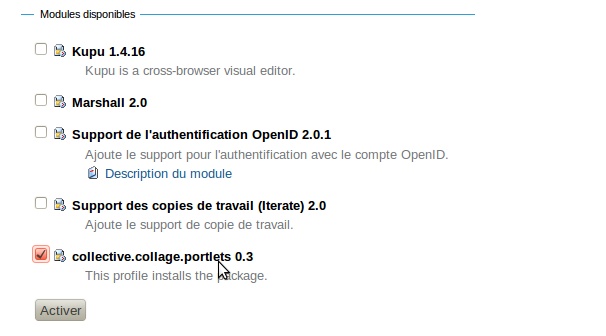 Modules disponibles
Kupu 1.4.16
Kupu is a cross-browser visual editor.
Marshall 2.0
Support de l'authentification OpenID 2.0.1
Ajoute le support pour l'authentification avec le compte OpenID.
Description du module
Support des copies de travail (Iterate) 2.0
Ajoute le support de copie de travail.
collective.collage.portlets 0.3
This profile installs the package.
Activer